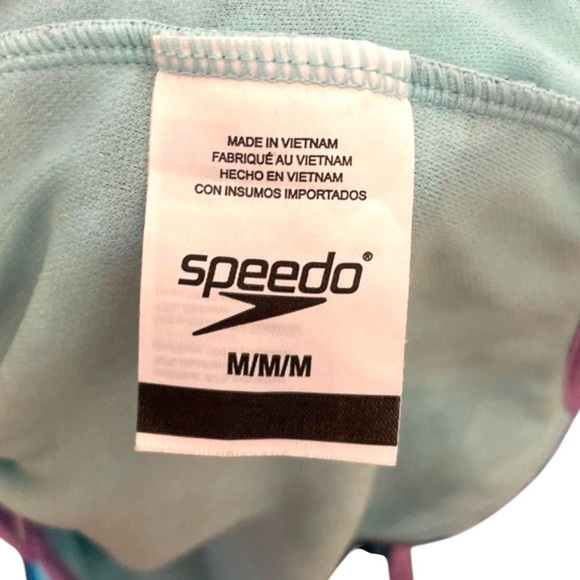 MADE IN VIETNAM
FABRIQUÉ AU VIETNAM
HECHO EN VIETNAM
CON INSUMOS IMPORTADOS
speedo®
M/M/M